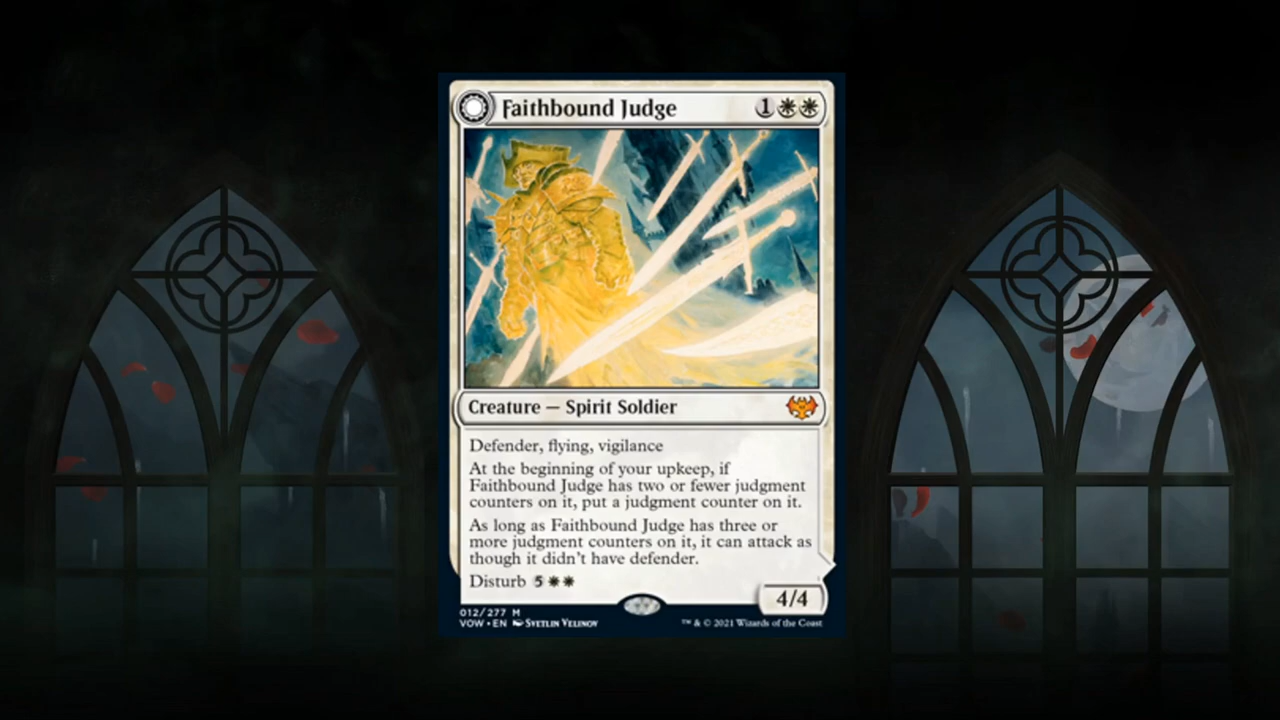 Faithbound Judge 1
Creature — Spirit Soldier
Defender, flying, vigilance
At the beginning of your upkeep, if
Faithbound Judge has two or fewer judgment
counters on it, put a judgment counter on it.
As long as Faithbound Judge has three or
more judgment counters on it, it can attack as
though it didn't have defender.
Disturb 5
4/4
012/277 M
VOW • EN Svetlin Velinov
™ & © 2021 Wizards of the Coast